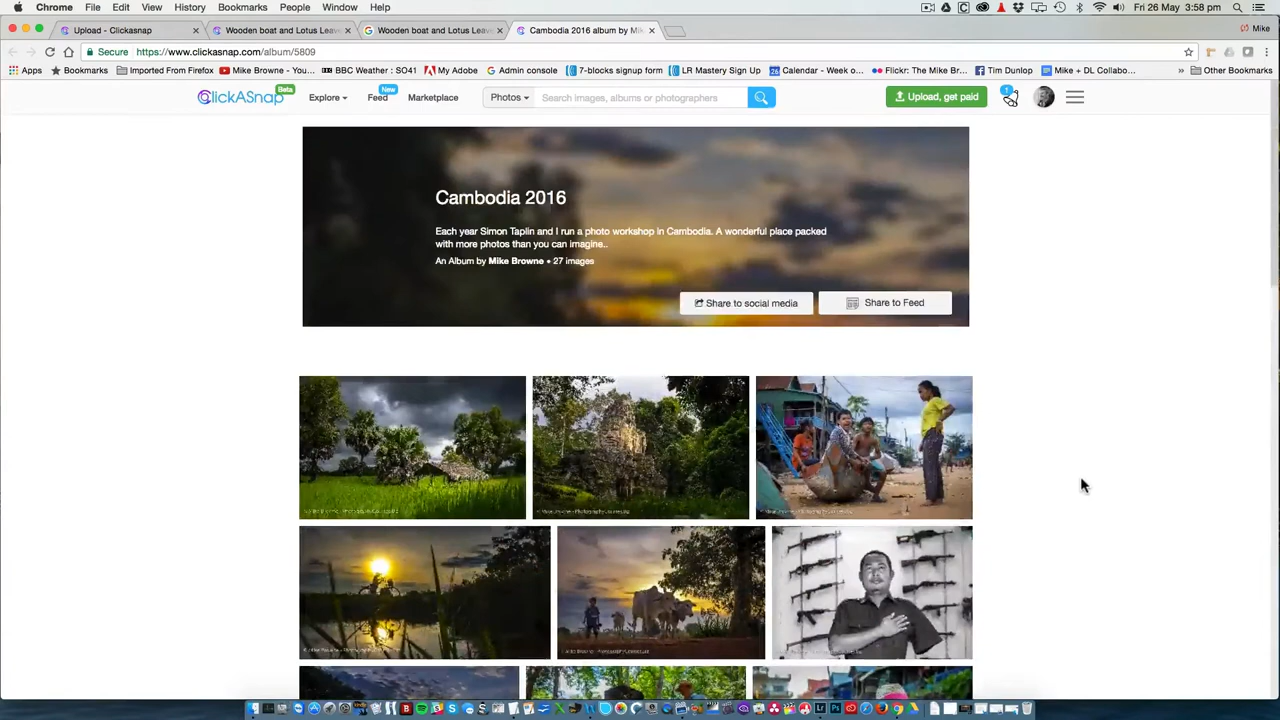 Chrome File Edit View History Bookmarks People Window Help Fri 26 May 3:58 pm
Upload - Clickasnap Wooden boat and Lotus Leav Wooden boat and Lotus Leav Cambodia 2016 album by Mi Mike
Secure https://www.clickasnap.com/album/5809
Apps Bookmarks Imported From Firefox Mike Browne - You... BBC Weather : SO41 My Adobe Admin console 7-blocks signup form LR Mastery Sign Up Calendar - Week o... Flickr: The Mike Br... Tim Dunlop Mike + DL Collabo... » Other Bookmarks
ClickASnap Beta Explore Feed New Marketplace Photos Search images, albums or photographers Upload, get paid 1
Cambodia 2016
Each year Simon Taplin and I run a photo workshop in Cambodia. A wonderful place packed
with more photos than you can imagine..
An Album by Mike Browne • 27 images
Share to social media Share to Feed